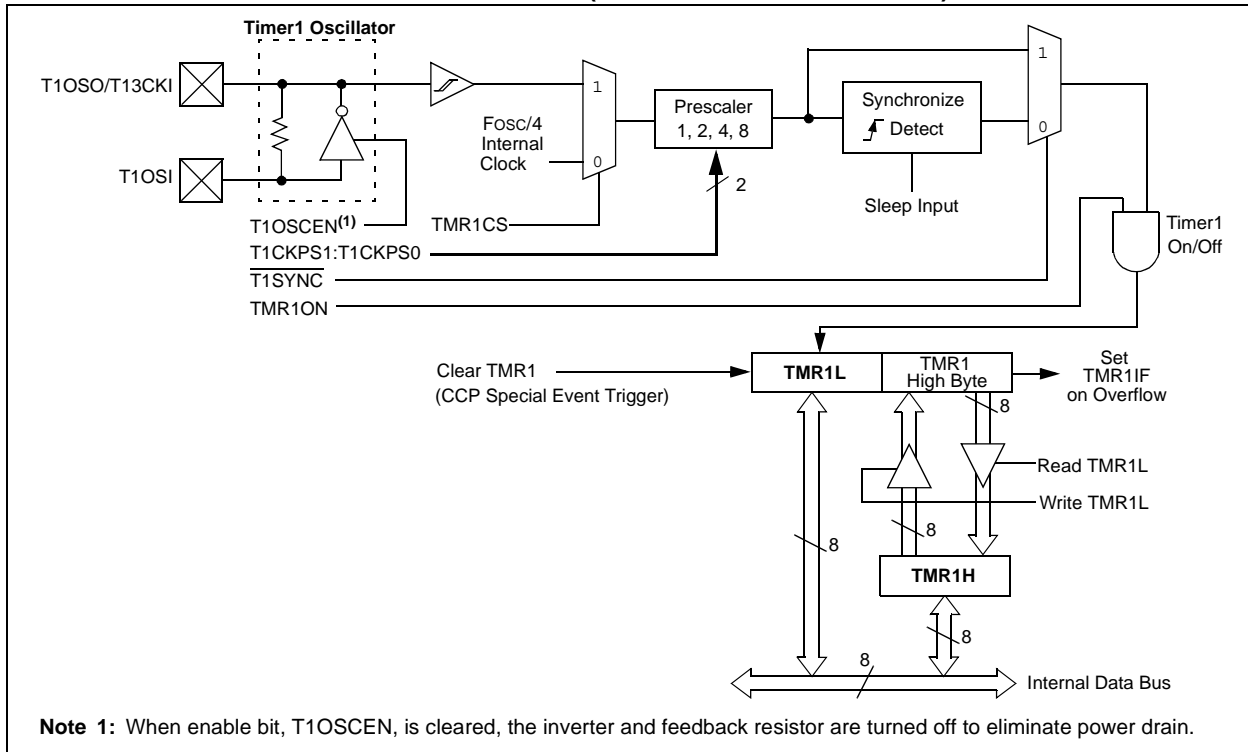 Timer1 Oscillator
T1OSO/T13CKI
T1OSI
FOSC/4
Internal
Clock
1
0
Prescaler
1, 2, 4, 8
2
Synchronize
Detect
Sleep Input
1
0
T1OSCEN(1)
TMR1CS
T1CKPS1:T1CKPS0
T1SYNC
TMR1ON
Timer1
On/Off
Clear TMR1
(CCP Special Event Trigger)
TMR1L
TMR1
High Byte
Set
TMR1IF
on Overflow
8
Read TMR1L
Write TMR1L
8
8
TMR1H
8
8
Internal Data Bus
Note 1: When enable bit, T1OSCEN, is cleared, the inverter and feedback resistor are turned off to eliminate power drain.